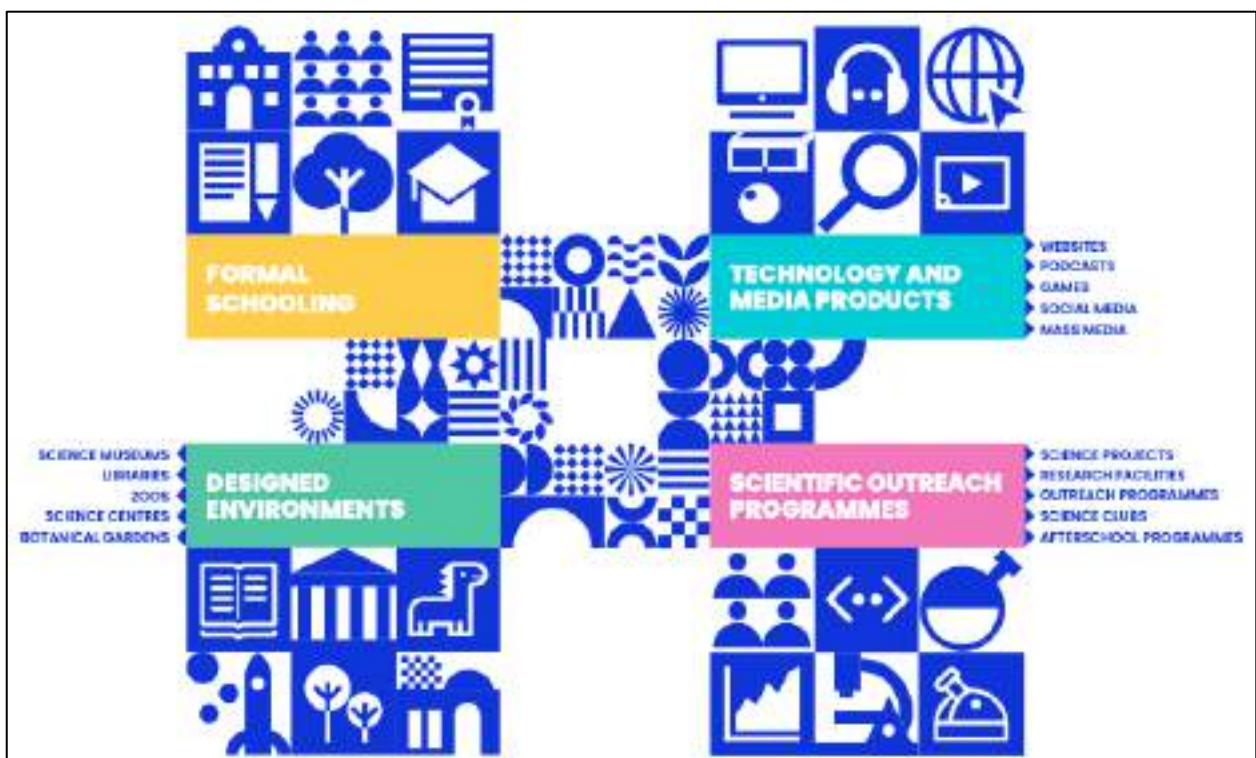 FORMAL
SCHOOLING
TECHNOLOGY AND
MEDIA PRODUCTS
WEBSITES
PODCASTS
GAMES
SOCIAL MEDIA
MASS MEDIA
SCIENCE MUSEUMS
LIBRARIES
ZOOS
SCIENCE CENTRES
BOTANICAL GARDENS
DESIGNED
ENVIRONMENTS
SCIENTIFIC OUTREACH
PROGRAMMES
SCIENCE PROJECTS
RESEARCH FACILITIES
OUTREACH PROGRAMMES
SCIENCE CLUBS
AFTERSCHOOL PROGRAMMES